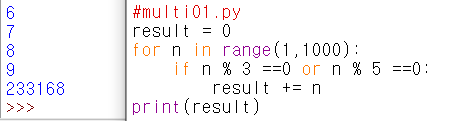 6
7
8
9
233168
>>>
#multi01.py
result = 0
for n in range(1,1000):
    if n % 3 ==0 or n % 5 ==0:
        result += n
print(result)